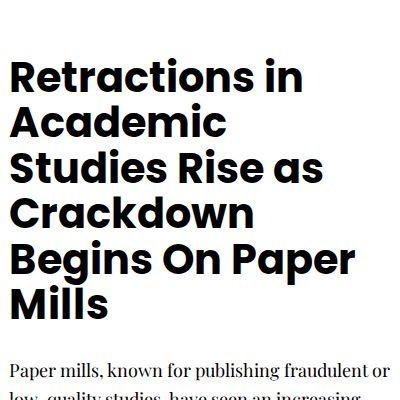 Retractions in
Academic
Studies Rise as
Crackdown
Begins On Paper
Mills
Paper mills, known for publishing fraudulent or
low-quality studies, have seen an increasing